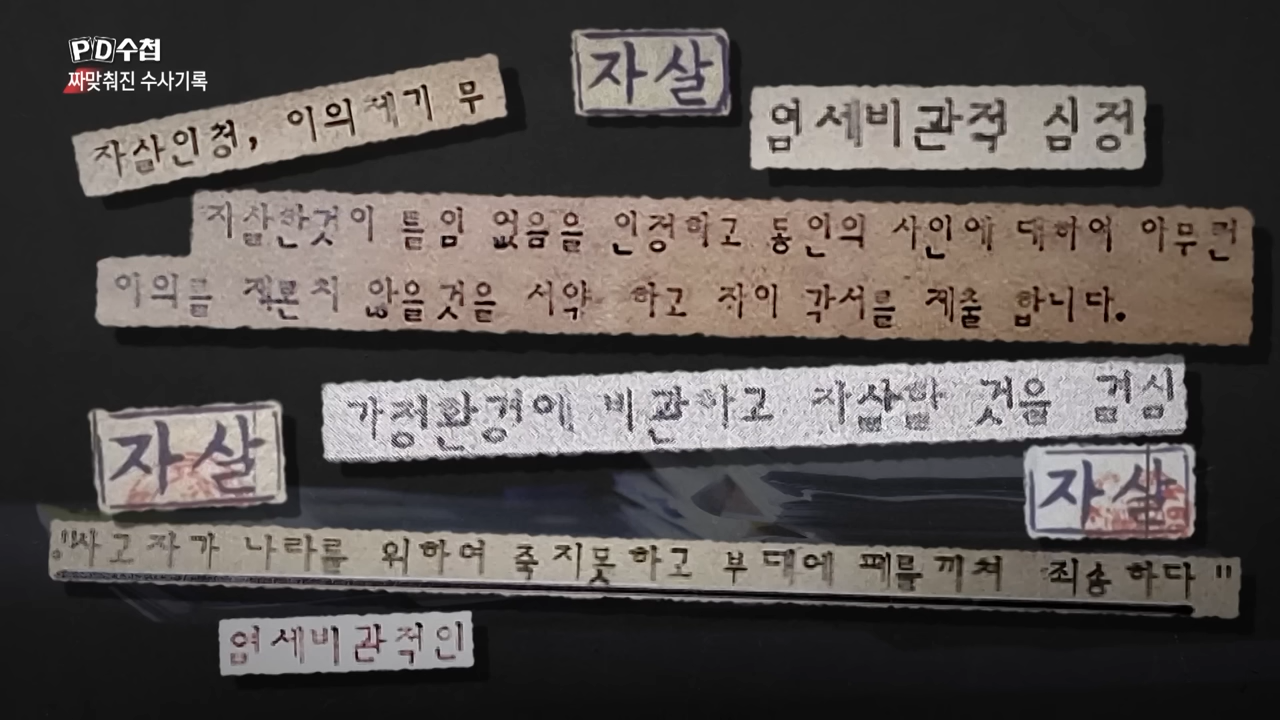 PD수첩
짜맞춰진 수사기록
자살인정, 이의제기 무
자살
염세비관적 심정
자살한것이 틀림 없음을 인정하고 동인의 사인에 대하여 아무런
이의를 재론치 않을것을 서약 하고 자이 각서를 제출 합니다.
가정환경에 비관하고 자살할 것을 결심
자살
자살
"사고자가 나라를 위하여 죽지못하고 부대에 폐를끼쳐 죄송하다"
염세비관적인